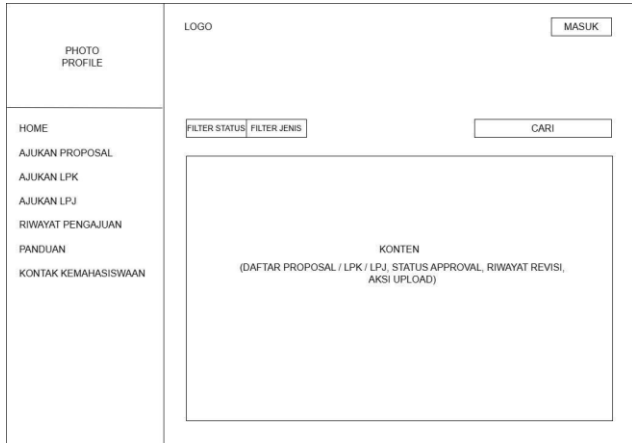 PHOTO
PROFILE
LOGO
MASUK
HOME
AJUKAN PROPOSAL
AJUKAN LPK
AJUKAN LPJ
RIWAYAT PENGAJUAN
PANDUAN
KONTAK KEMAHASISWAAN
FILTER STATUS
FILTER JENIS
CARI
KONTEN
(DAFTAR PROPOSAL / LPK / LPJ, STATUS APPROVAL, RIWAYAT REVISI,
AKSI UPLOAD)